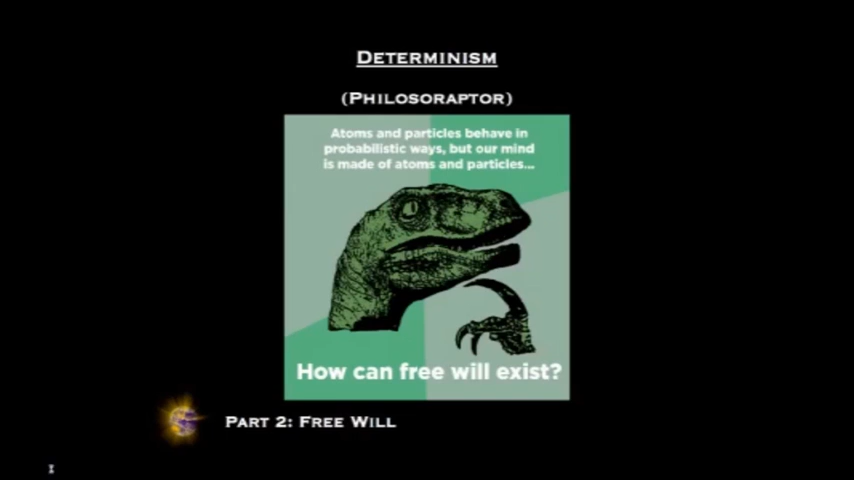 DETERMINISM
(PHILOSORAPTOR)
Atoms and particles behave in
probabilistic ways, but our mind
is made of atoms and particles...
How can free will exist?
PART 2: FREE WILL